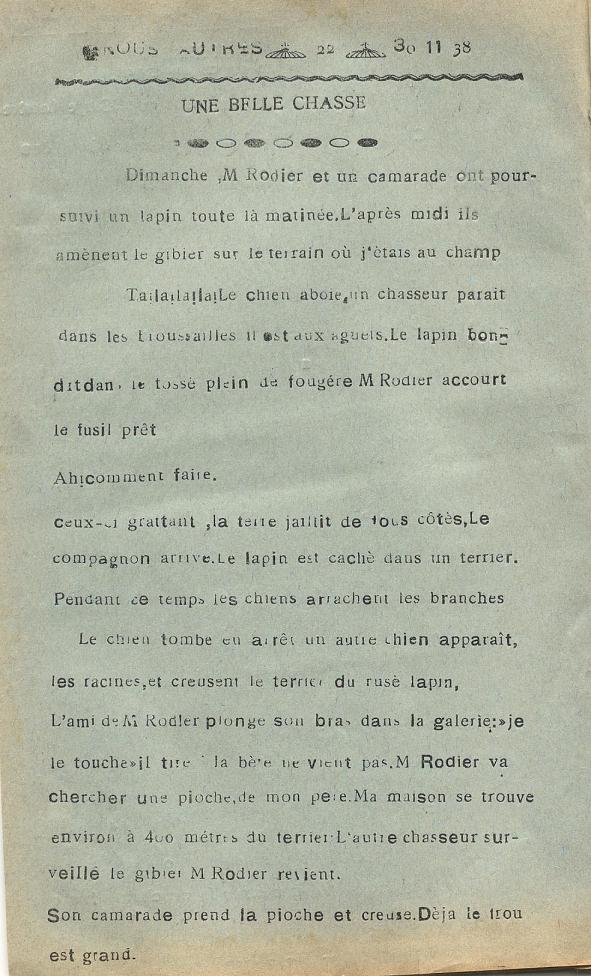 NOUS AUTRES 22 30 11 38
UNE BELLE CHASSE
Dimanche ,M Rodier et un camarade ont pour-
suivi un lapin toute là matinée.L'après midi ils
amènent le gibier sur le terrain où j'étais au champ
Ta!la!la!la!Le chien aboie,un chasseur parait
dans les broussailles il est aux aguets.Le lapin bon-
ditdans le fossé plein de fougére M Rodier accourt
le fusil prêt
Ah!comment faire.
ceux-ci grattant ,la terre jaillit de tous côtès,Le
compagnon arrive.Le lapin est cachè dans un terrier.
Pendant ce temps les chiens arrachent les branches
Le chien tombe en arrêt un autre chien apparaît,
les racines,et creusent le terrier du rusè lapin,
L'ami de M Rodier plonge son bras dans la galerie:»je
le touche»il tire la bête ne vient pas.M Rodier va
chercher une pioche,de mon pere.Ma maison se trouve
environ à 400 métres du terrier.L'autre chasseur sur-
veille le gibier M Rodier revient.
Son camarade prend la pioche et creuse.Dèja le trou
est grand.